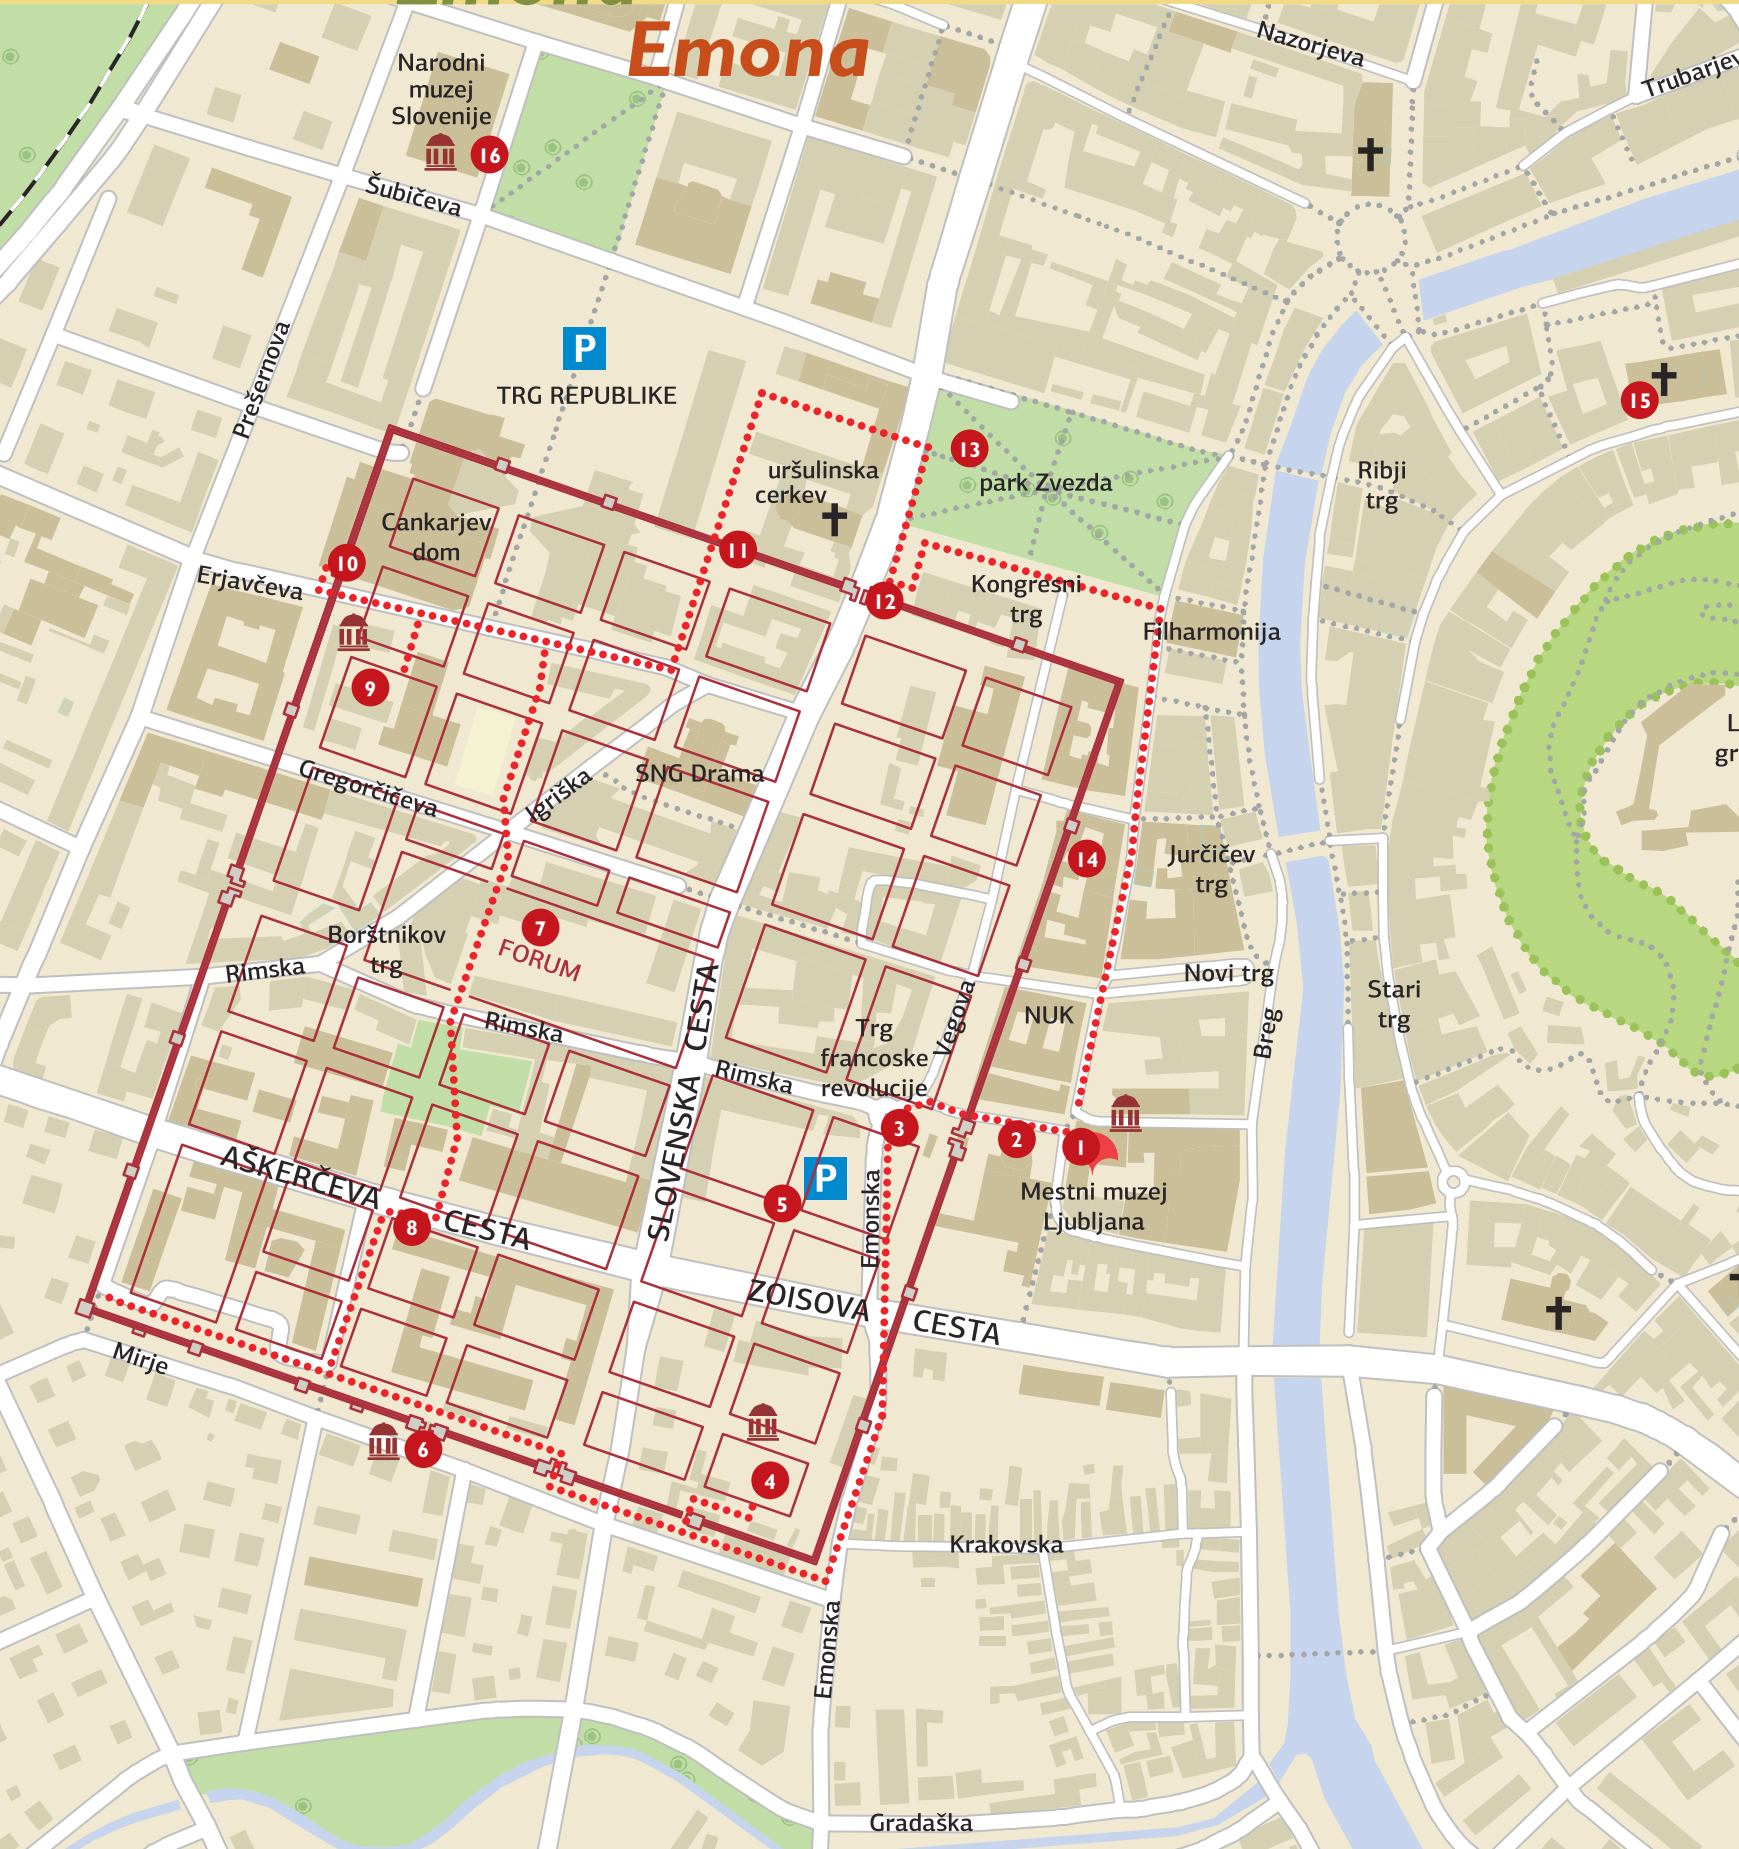 Emona
Nazorjeva
Narodni
muzej
Slovenije
16
Šubičeva
Prešernova
P
TRG REPUBLIKE
15
13
park Zvezda
uršulinska
cerkev
Ribji
trg
Cankarjev
dom
11
10
Erjavčeva
12
Kongresni
trg
Filharmonija
9
SNG Drama
Gregorčičeva
Igriška
14
Jurčičev
trg
7
FORUM
Borštnikov
trg
Rimska
Rimska
Novi trg
Stari
trg
NUK
Vegova
Breg
Trg
francoske
revolucije
Rimska
SLOVENSKA CESTA
3
2
1
Mestni muzej
Ljubljana
P
5
Emonska
AŠKERČEVA
CESTA
8
ZOISOVA
CESTA
Mirje
6
4
Krakovska
Emonska
Gradaška